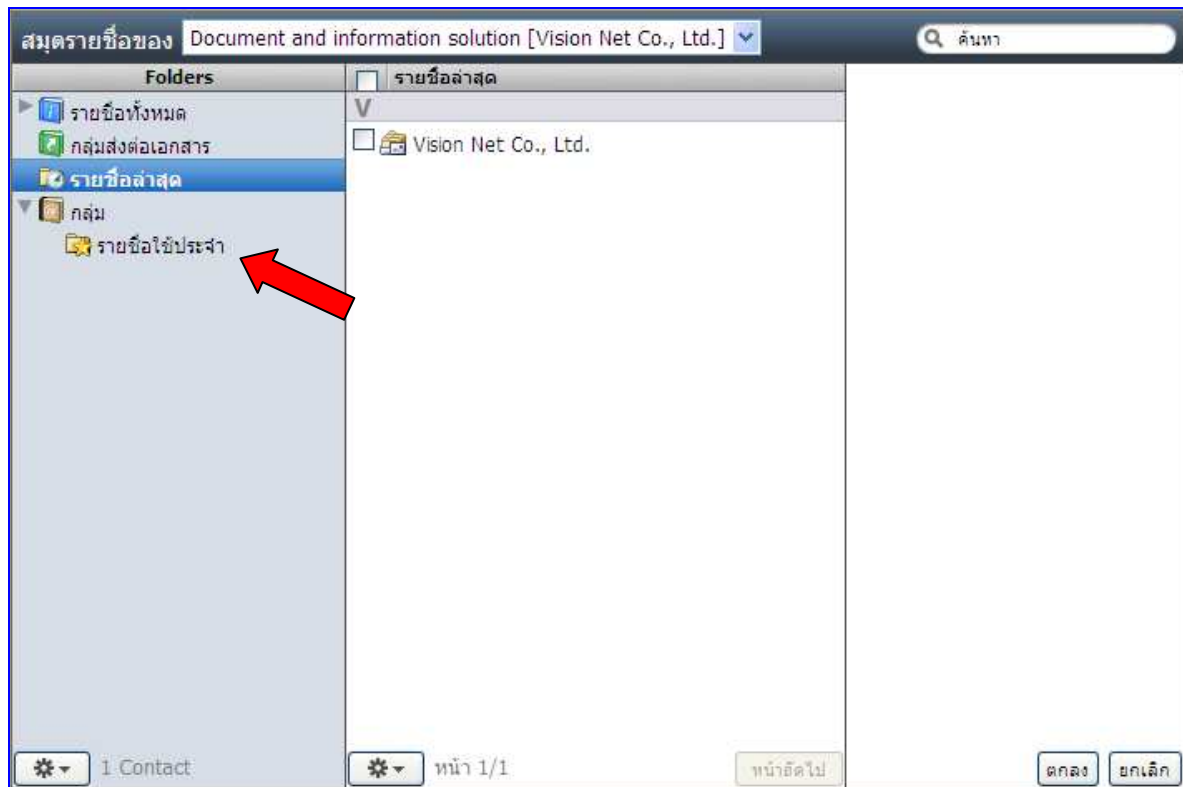 สมุดรายชื่อของ Document and information solution [Vision Net Co., Ltd.] ค้นหา
Folders
รายชื่อทั้งหมด
กลุ่มส่งต่อเอกสาร
รายชื่อล่าสุด
กลุ่ม
รายชื่อใช้ประจำ
1 Contact
รายชื่อล่าสุด
V
Vision Net Co., Ltd.
หน้า 1/1 หน้าถัดไป
ตกลง ยกเลิก